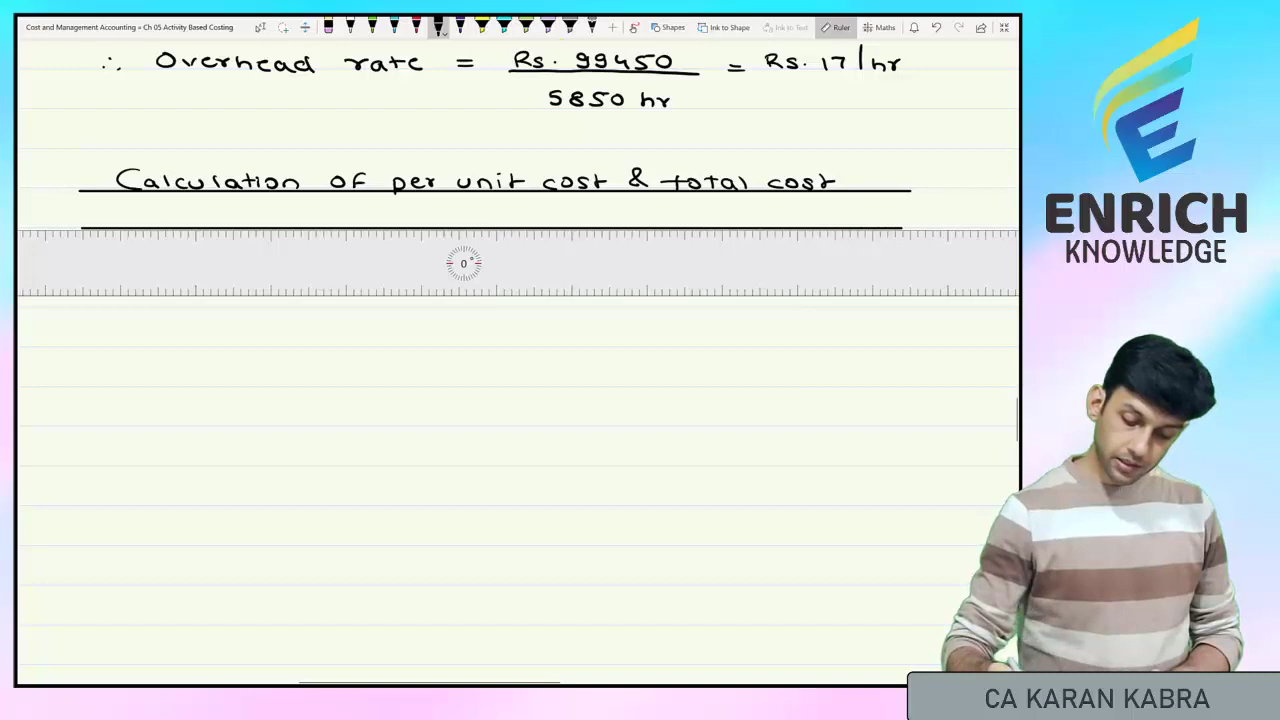 Cost and Management Accounting » Ch 05 Activity Based Costing
Shapes
Ink to Shape
Ink to Text
Ruler
Maths
∴ Overhead rate = Rs. 99450 / 5850 hr = Rs. 17/hr
Calculation of per unit cost & total cost
0°
ENRICH
KNOWLEDGE
CA KARAN KABRA